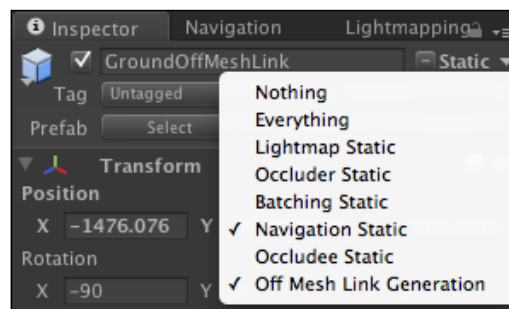 Inspector Navigation Lightmapping
GroundOffMeshLink Static
Tag Untagged
Prefab Select
Transform
Position
X -1476.076 Y
Rotation
X -90 Y
Nothing
Everything
Lightmap Static
Occluder Static
Batching Static
Navigation Static
Occludee Static
Off Mesh Link Generation